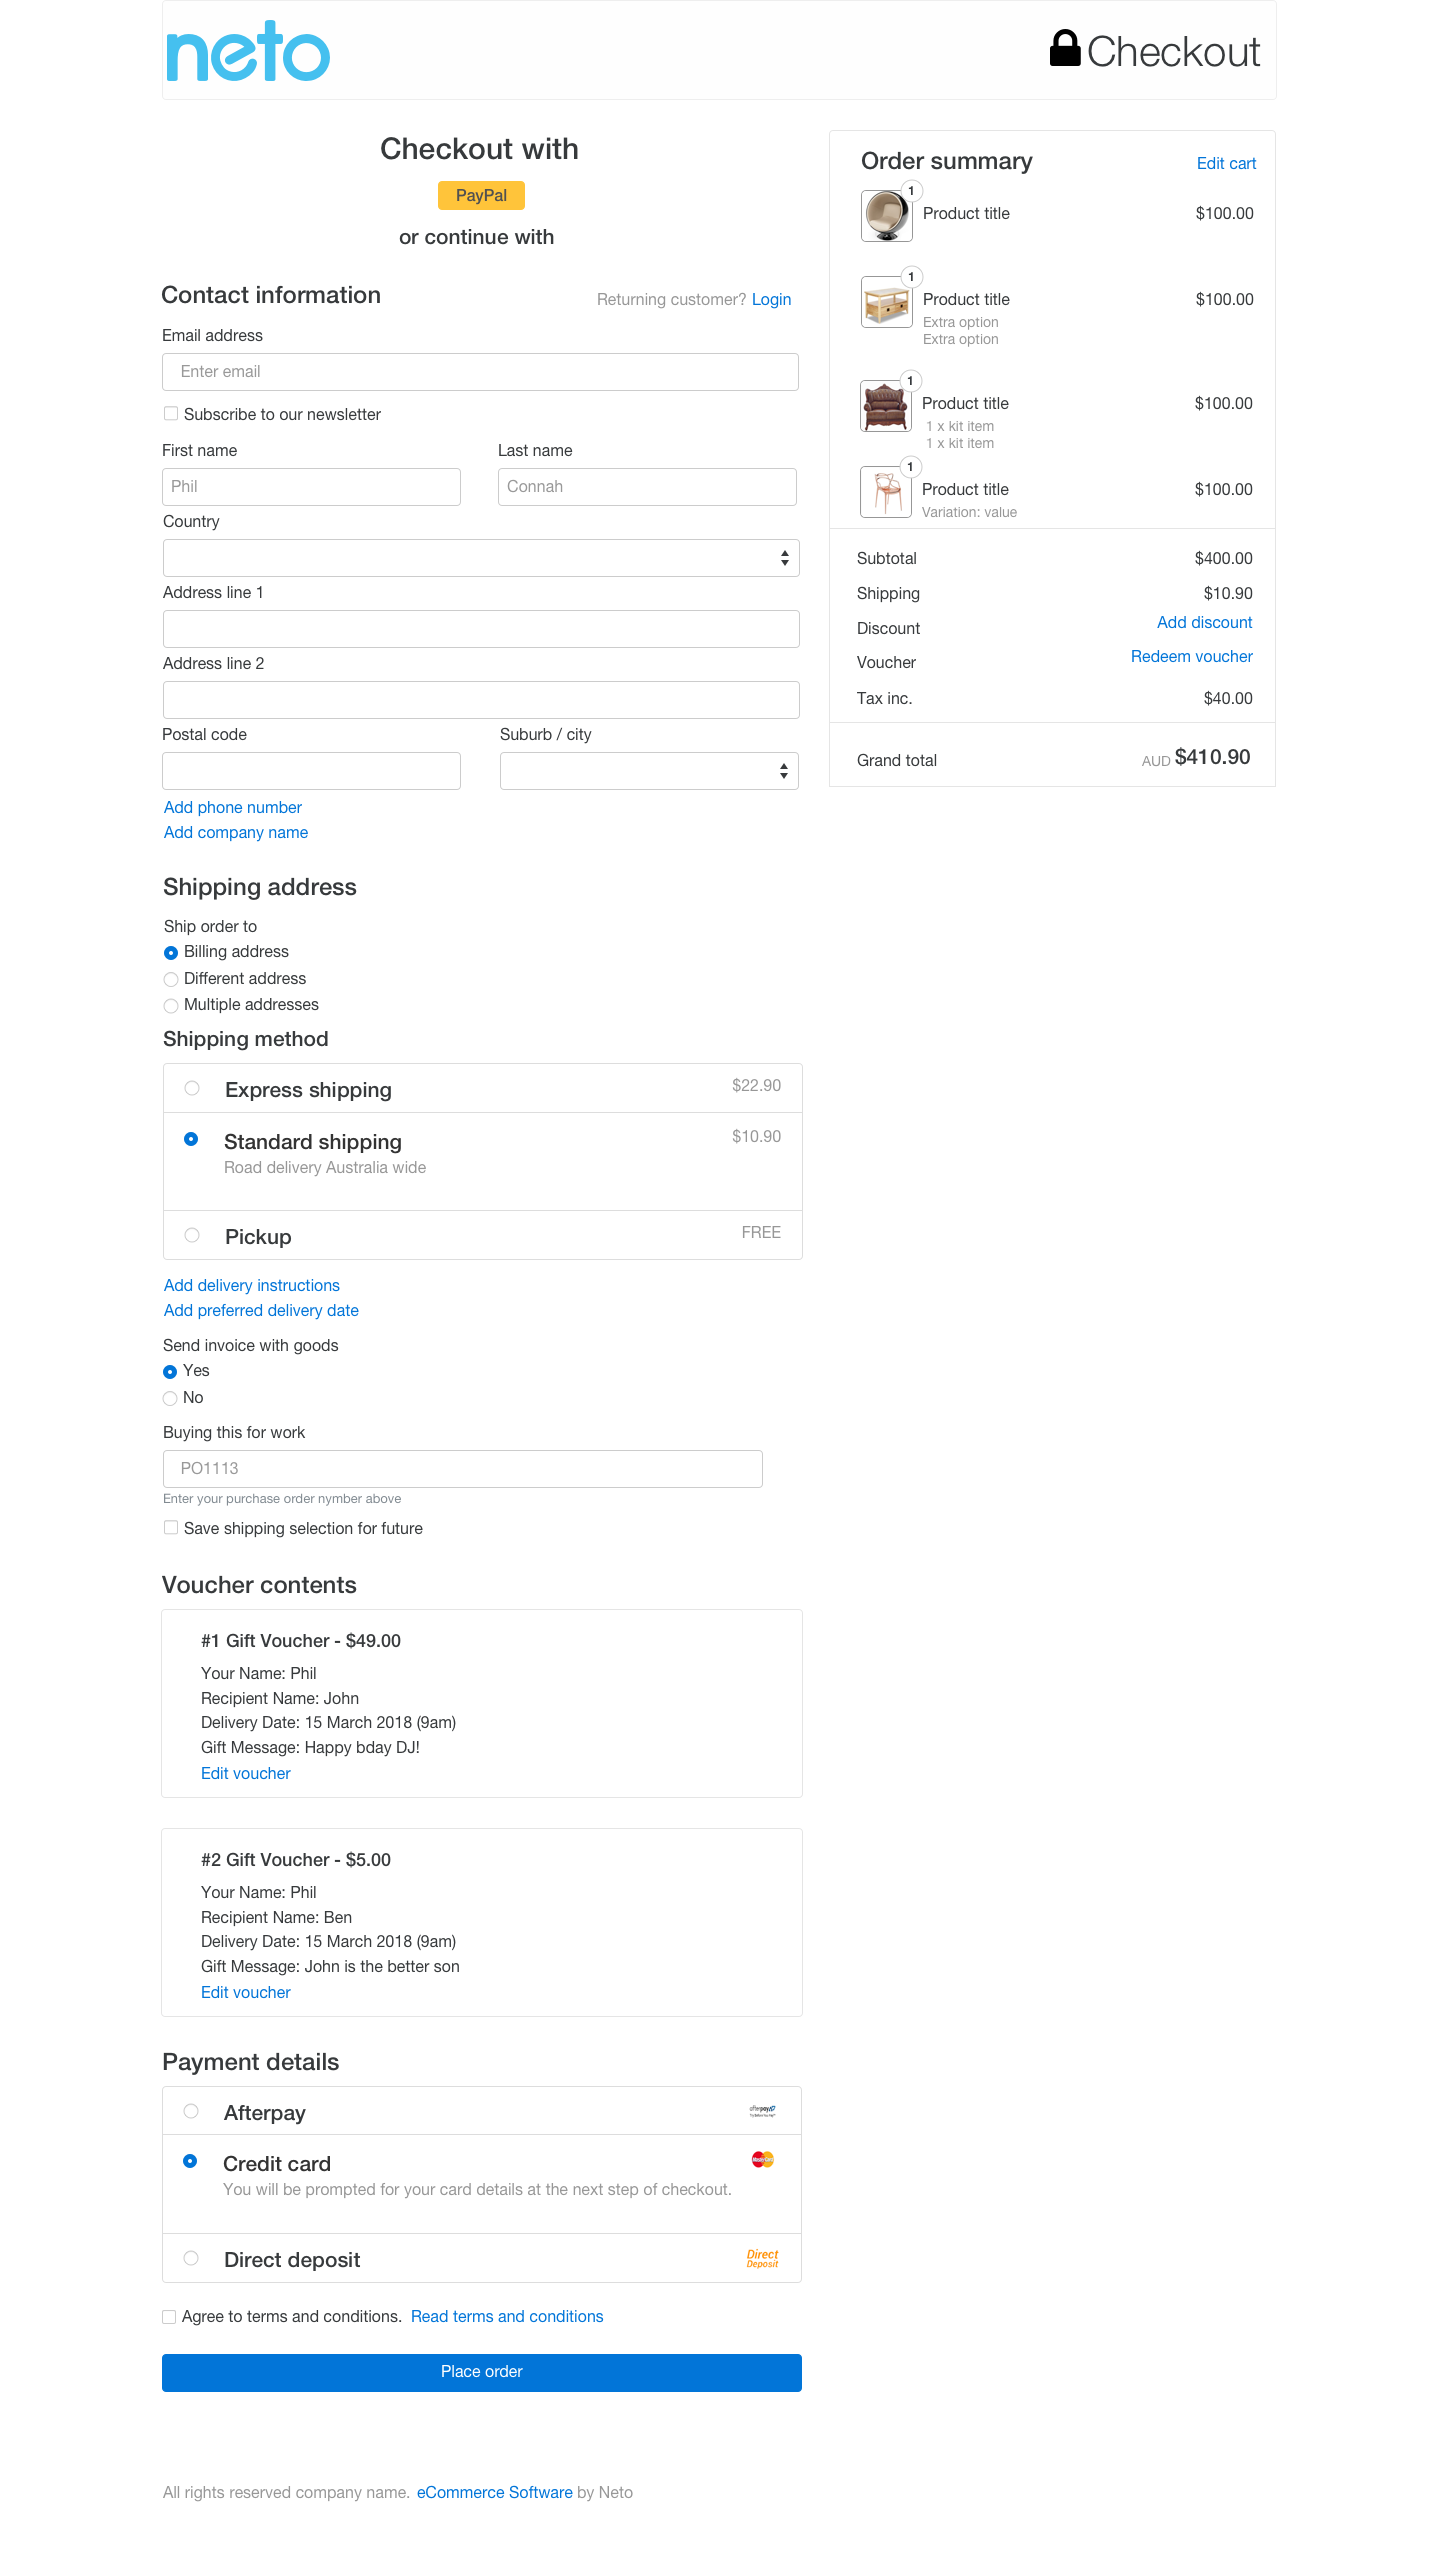 neto
Checkout
Checkout with
PayPal
or continue with
Contact information
Returning customer? Login
Email address
Enter email
Subscribe to our newsletter
First name
Last name
Phil
Connah
Country
Address line 1
Address line 2
Postal code
Suburb / city
Add phone number
Add company name
Shipping address
Ship order to
Billing address
Different address
Multiple addresses
Shipping method
Express shipping
$22.90
Standard shipping
$10.90
Road delivery Australia wide
Pickup
FREE
Add delivery instructions
Add preferred delivery date
Send invoice with goods
Yes
No
Buying this for work
PO1113
Enter your purchase order nymber above
Save shipping selection for future
Voucher contents
#1 Gift Voucher - $49.00
Your Name: Phil
Recipient Name: John
Delivery Date: 15 March 2018 (9am)
Gift Message: Happy bday DJ!
Edit voucher
#2 Gift Voucher - $5.00
Your Name: Phil
Recipient Name: Ben
Delivery Date: 15 March 2018 (9am)
Gift Message: John is the better son
Edit voucher
Payment details
Afterpay
afterpay
Credit card
MasterCard
You will be prompted for your card details at the next step of checkout.
Direct deposit
Direct
Deposit
Agree to terms and conditions. Read terms and conditions
Place order
All rights reserved company name. eCommerce Software by Neto
Order summary
Edit cart
1
Product title
$100.00
1
Product title
$100.00
Extra option
Extra option
1
Product title
$100.00
1 x kit item
1 x kit item
1
Product title
$100.00
Variation: value
Subtotal
$400.00
Shipping
$10.90
Discount
Add discount
Voucher
Redeem voucher
Tax inc.
$40.00
Grand total
AUD $410.90